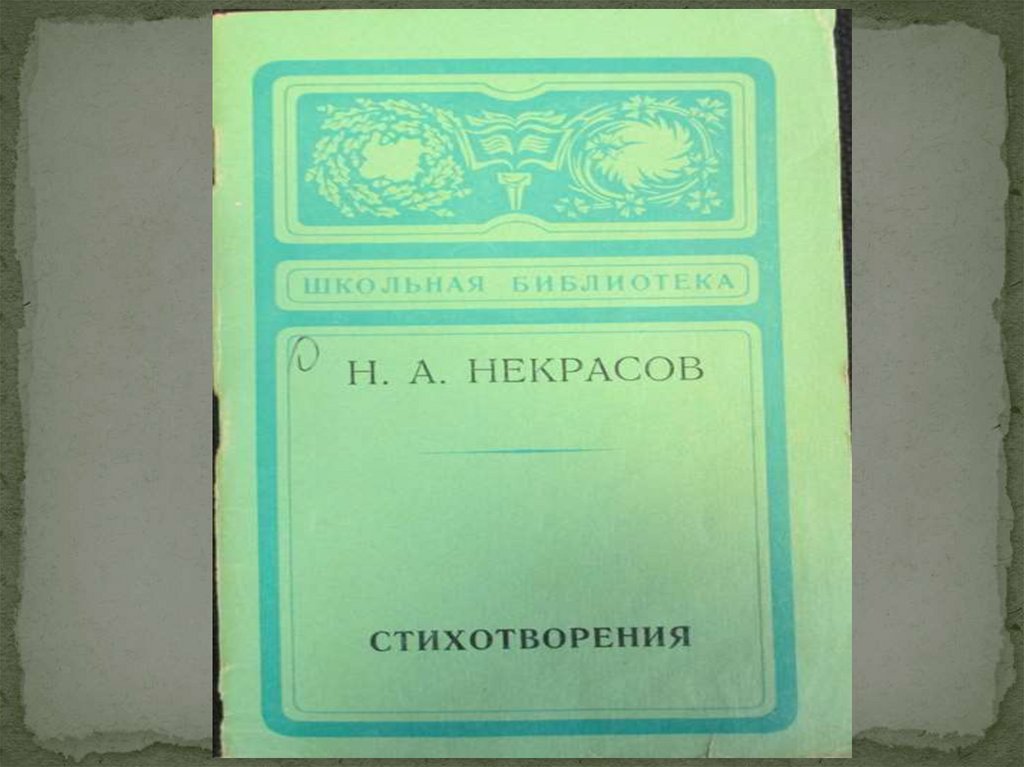 ШКОЛЬНАЯ БИБЛИОТЕКА
Н. А. НЕКРАСОВ
СТИХОТВОРЕНИЯ